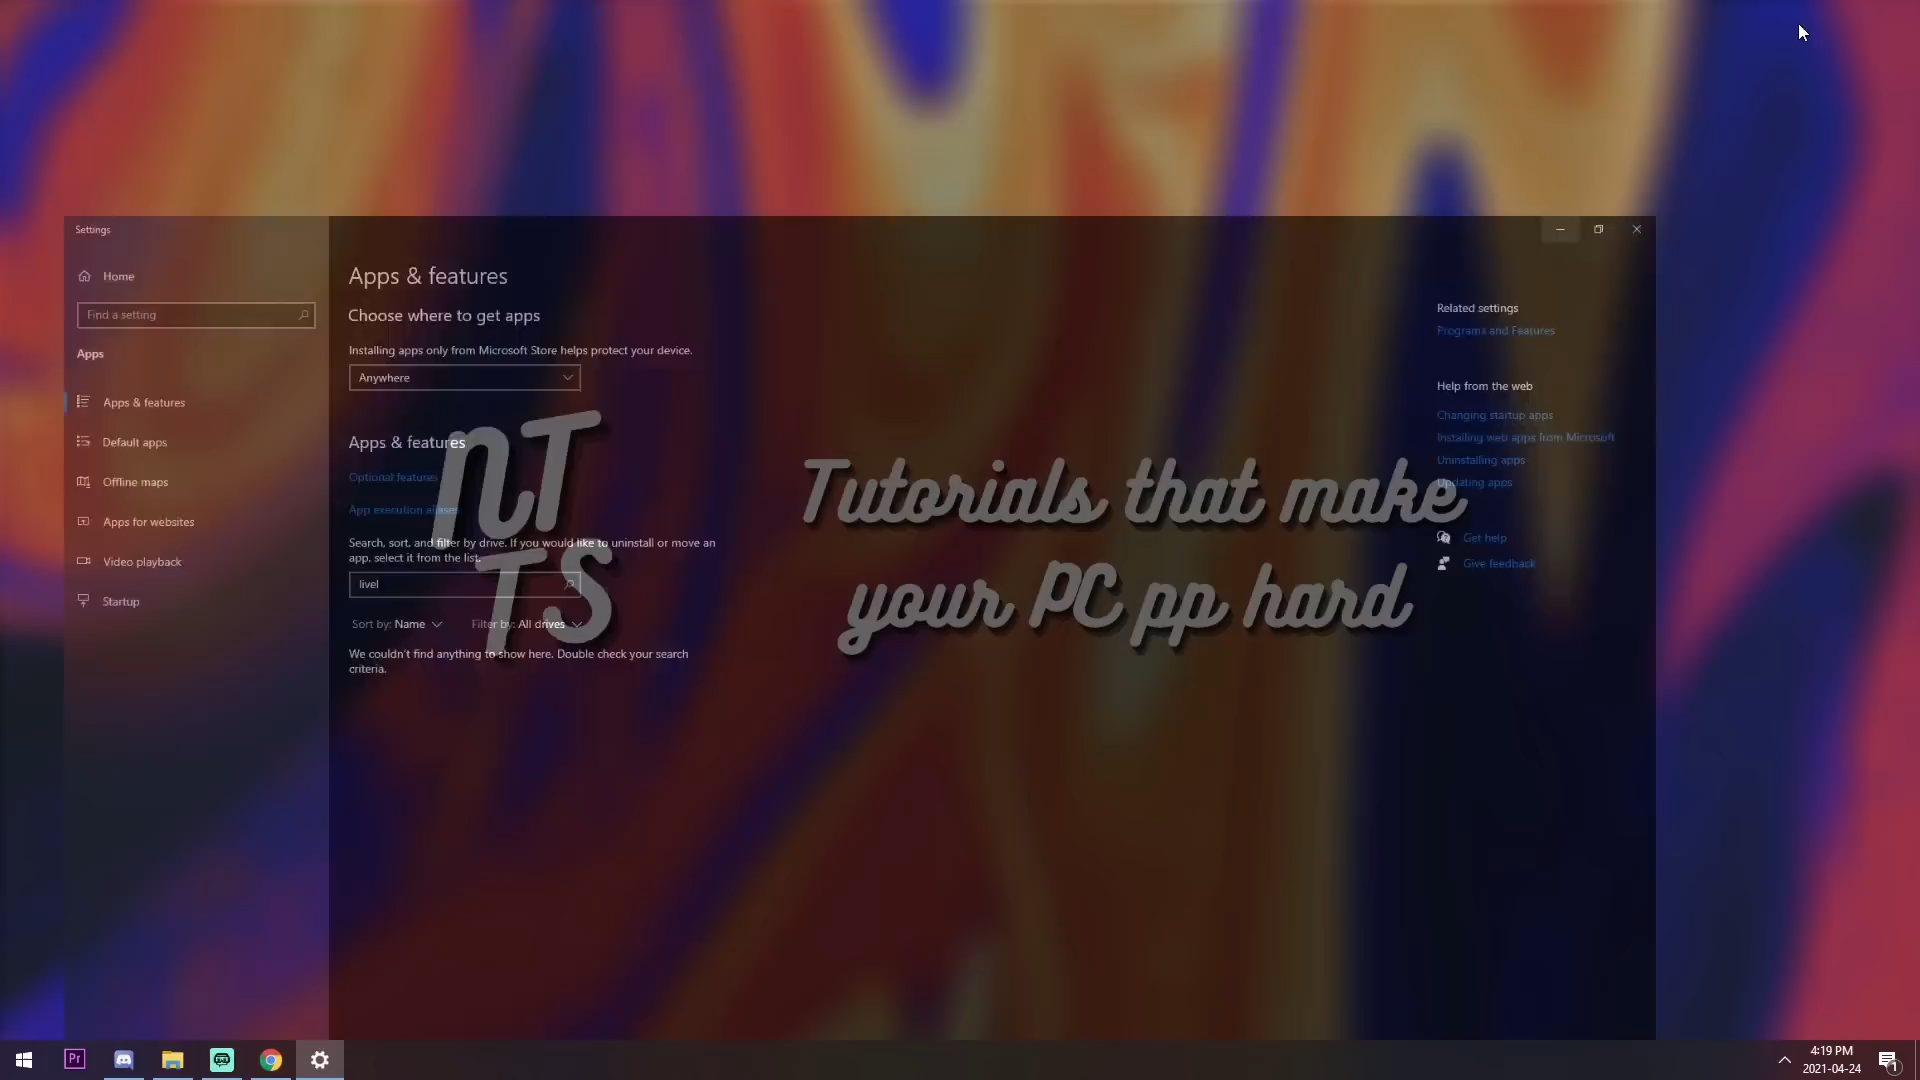 Settings
Home
Find a setting
Apps
Apps & features
Default apps
Offline maps
Apps for websites
Video playback
Startup
Apps & features
Choose where to get apps
Installing apps only from Microsoft Store helps protect your device.
Anywhere
Apps & features
Optional features
App execution aliases
Search, sort, and filter by drive. If you would like to uninstall or move an
app, select it from the list.
livel
Sort by: Name
Filter by: All drives
We couldn't find anything to show here. Double check your search
criteria.
NT
TS
Tutorials that make
your PC pp hard
Related settings
Programs and Features
Help from the web
Changing startup apps
Installing web apps from Microsoft
Uninstalling apps
Updating apps
Get help
Give feedback
Pr
4:19 PM
2021-04-24
1